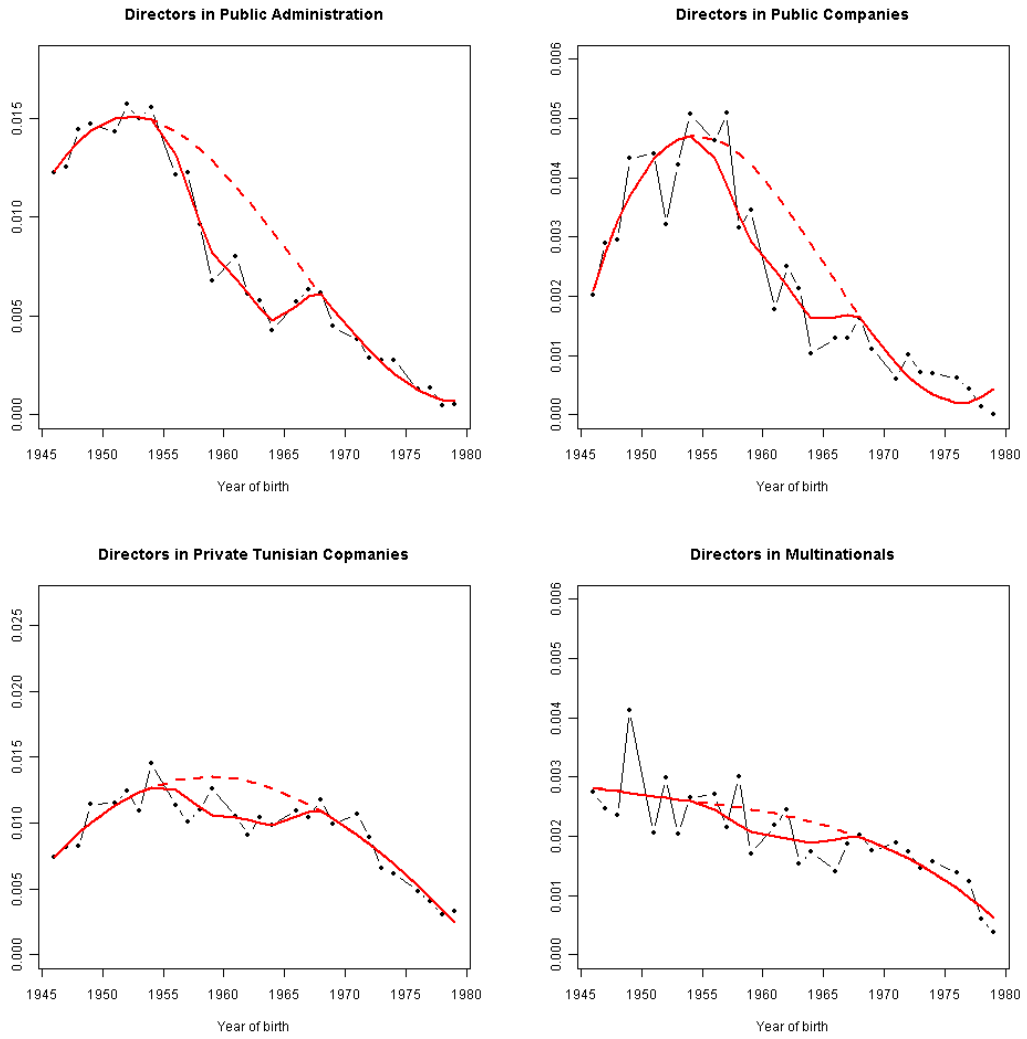 Directors in Public Administration
0.015
0.010
0.005
0.000
1945 1950 1955 1960 1965 1970 1975 1980
Year of birth
Directors in Public Companies
0.006
0.005
0.004
0.003
0.002
0.001
0.000
1945 1950 1955 1960 1965 1970 1975 1980
Year of birth
Directors in Private Tunisian Copmanies
0.025
0.020
0.015
0.010
0.005
0.000
1945 1950 1955 1960 1965 1970 1975 1980
Year of birth
Directors in Multinationals
0.006
0.005
0.004
0.003
0.002
0.001
0.000
1945 1950 1955 1960 1965 1970 1975 1980
Year of birth